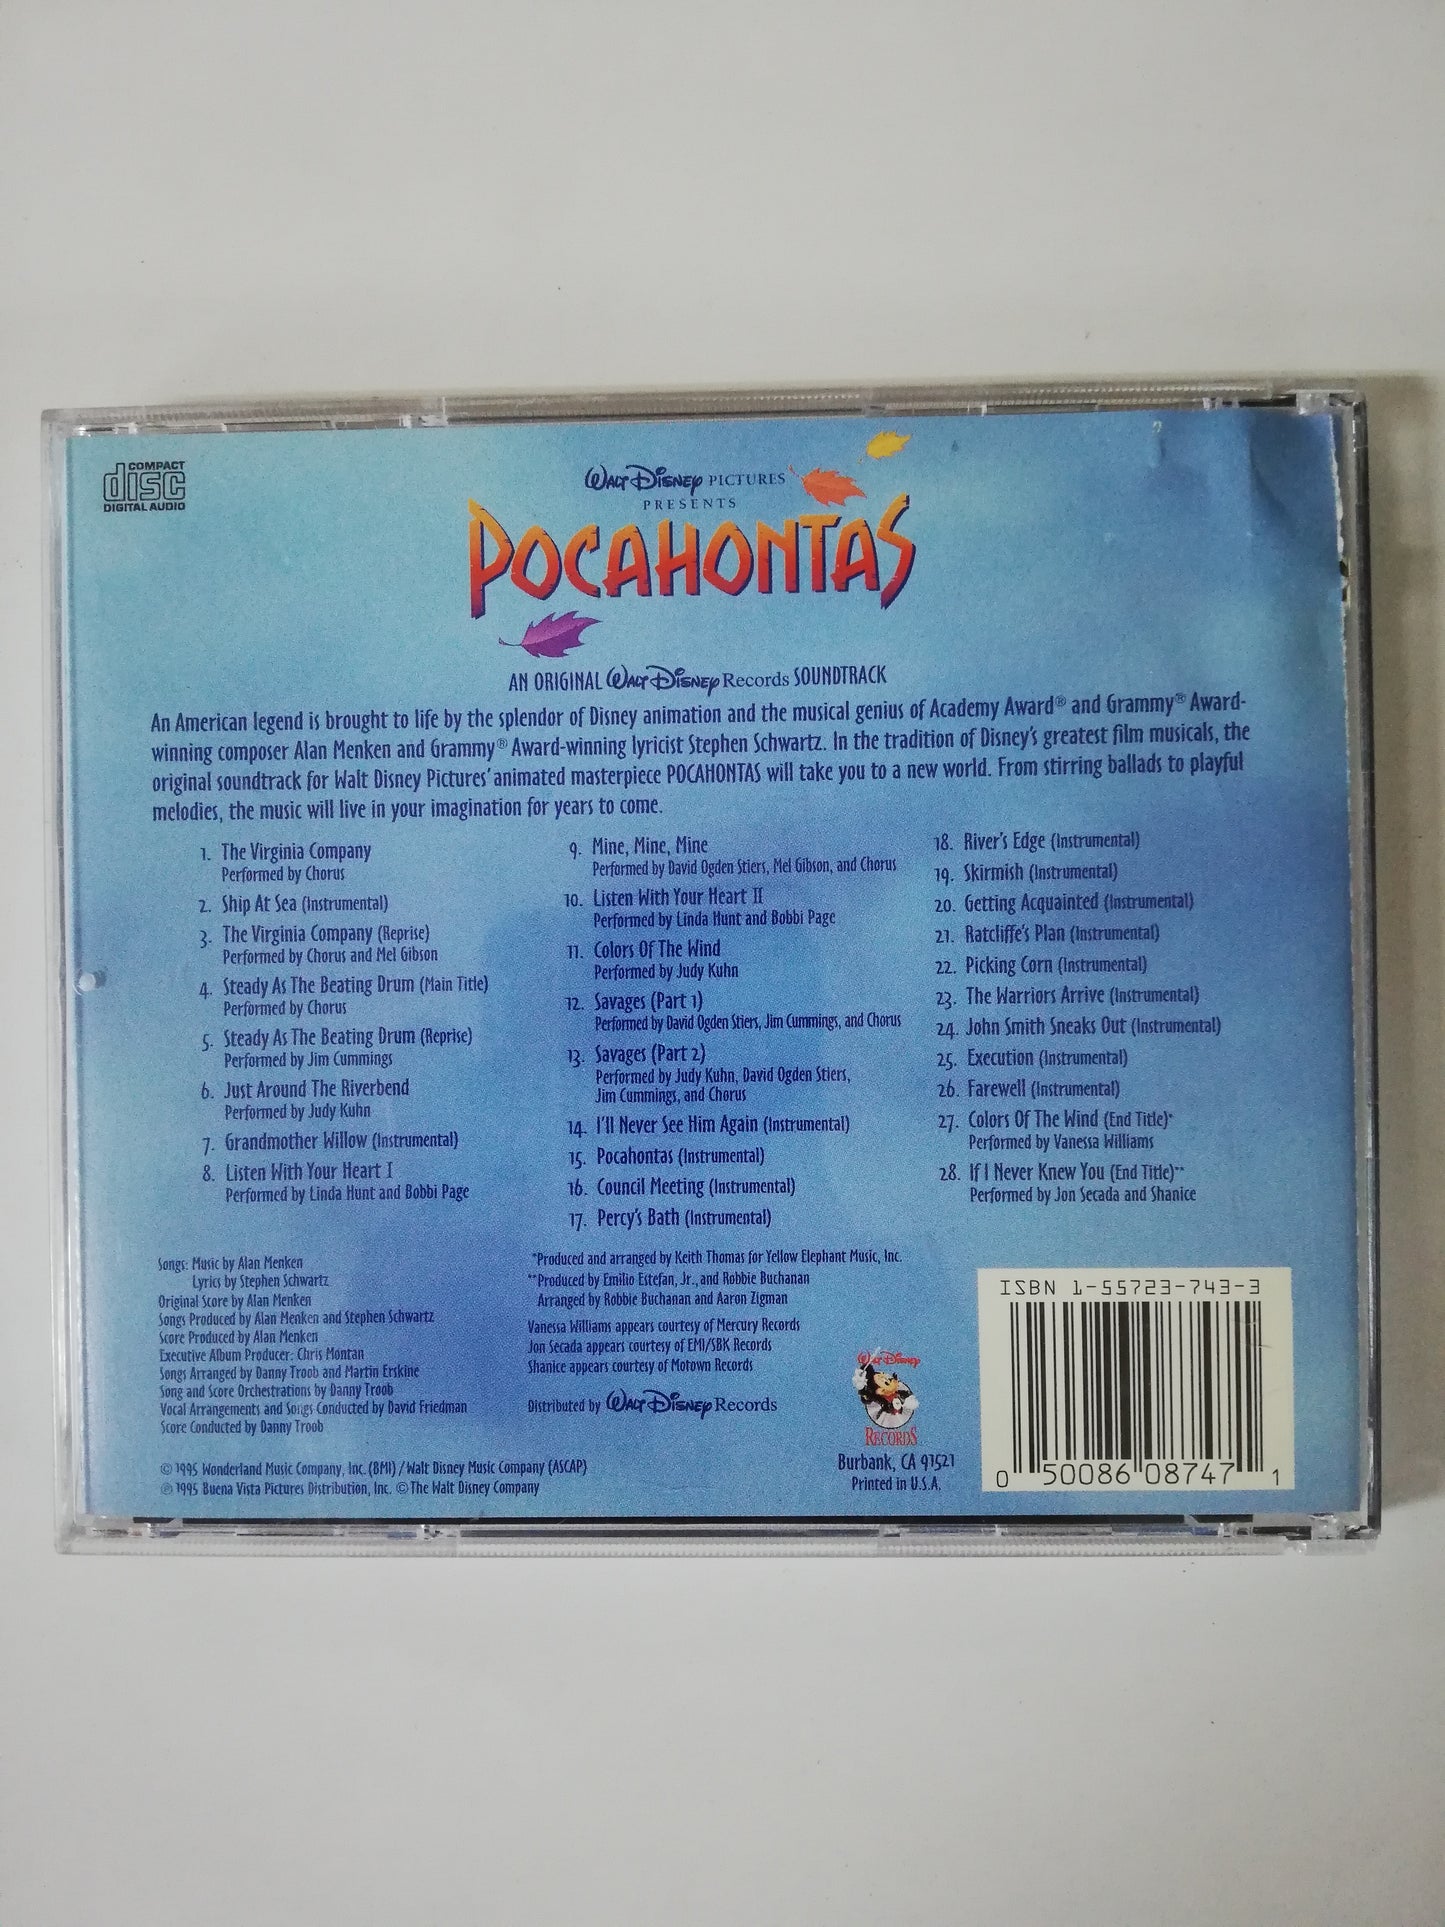 COMPACT
disc
DIGITAL AUDIO
Walt Disney PICTURES
PRESENTS
POCAHONTAS
AN ORIGINAL Walt Disney Records SOUNDTRACK
An American legend is brought to life by the splendor of Disney animation and the musical genius of Academy Award® and Grammy® Award-
winning composer Alan Menken and Grammy® Award-winning lyricist Stephen Schwartz. In the tradition of Disney's greatest film musicals, the
original soundtrack for Walt Disney Pictures' animated masterpiece POCAHONTAS will take you to a new world. From stirring ballads to playful
melodies, the music will live in your imagination for years to come.
1. The Virginia Company
Performed by Chorus
2. Ship At Sea (Instrumental)
3. The Virginia Company (Reprise)
Performed by Chorus and Mel Gibson
4. Steady As The Beating Drum (Main Title)
Performed by Chorus
5. Steady As The Beating Drum (Reprise)
Performed by Jim Cummings
6. Just Around The Riverbend
Performed by Judy Kuhn
7. Grandmother Willow (Instrumental)
8. Listen With Your Heart I
Performed by Linda Hunt and Bobbi Page
9. Mine, Mine, Mine
Performed by David Ogden Stiers, Mel Gibson, and Chorus
10. Listen With Your Heart II
Performed by Linda Hunt and Bobbi Page
11. Colors Of The Wind
Performed by Judy Kuhn
12. Savages (Part 1)
Performed by David Ogden Stiers, Jim Cummings, and Chorus
13. Savages (Part 2)
Performed by Judy Kuhn, David Ogden Stiers,
Jim Cummings, and Chorus
14. I'll Never See Him Again (Instrumental)
15. Pocahontas (Instrumental)
16. Council Meeting (Instrumental)
17. Percy's Bath (Instrumental)
18. River's Edge (Instrumental)
19. Skirmish (Instrumental)
20. Getting Acquainted (Instrumental)
21. Ratcliffe's Plan (Instrumental)
22. Picking Corn (Instrumental)
23. The Warriors Arrive (Instrumental)
24. John Smith Sneaks Out (Instrumental)
25. Execution (Instrumental)
26. Farewell (Instrumental)
27. Colors Of The Wind (End Title)*
Performed by Vanessa Williams
28. If I Never Knew You (End Title)**
Performed by Jon Secada and Shanice
Songs: Music by Alan Menken
Lyrics by Stephen Schwartz
Original Score by Alan Menken
Songs Produced by Alan Menken and Stephen Schwartz
Score Produced by Alan Menken
Executive Album Producer: Chris Montan
Songs Arranged by Danny Troob and Martin Erskine
Song and Score Orchestrations by Danny Troob
Vocal Arrangements and Songs Conducted by David Friedman
Score Conducted by Danny Troob
© 1995 Wonderland Music Company, Inc. (BMI) / Walt Disney Music Company (ASCAP)
℗ 1995 Buena Vista Pictures Distribution, Inc. © The Walt Disney Company
*Produced and arranged by Keith Thomas for Yellow Elephant Music, Inc.
**Produced by Emilio Estefan, Jr., and Robbie Buchanan
Arranged by Robbie Buchanan and Aaron Zigman
Vanessa Williams appears courtesy of Mercury Records
Jon Secada appears courtesy of EMI/SBK Records
Shanice appears courtesy of Motown Records
Distributed by Walt Disney Records
Walt Disney
RECORDS
Burbank, CA 91521
Printed in U.S.A.
ISBN 1-55723-743-3
0 50086 08747 1